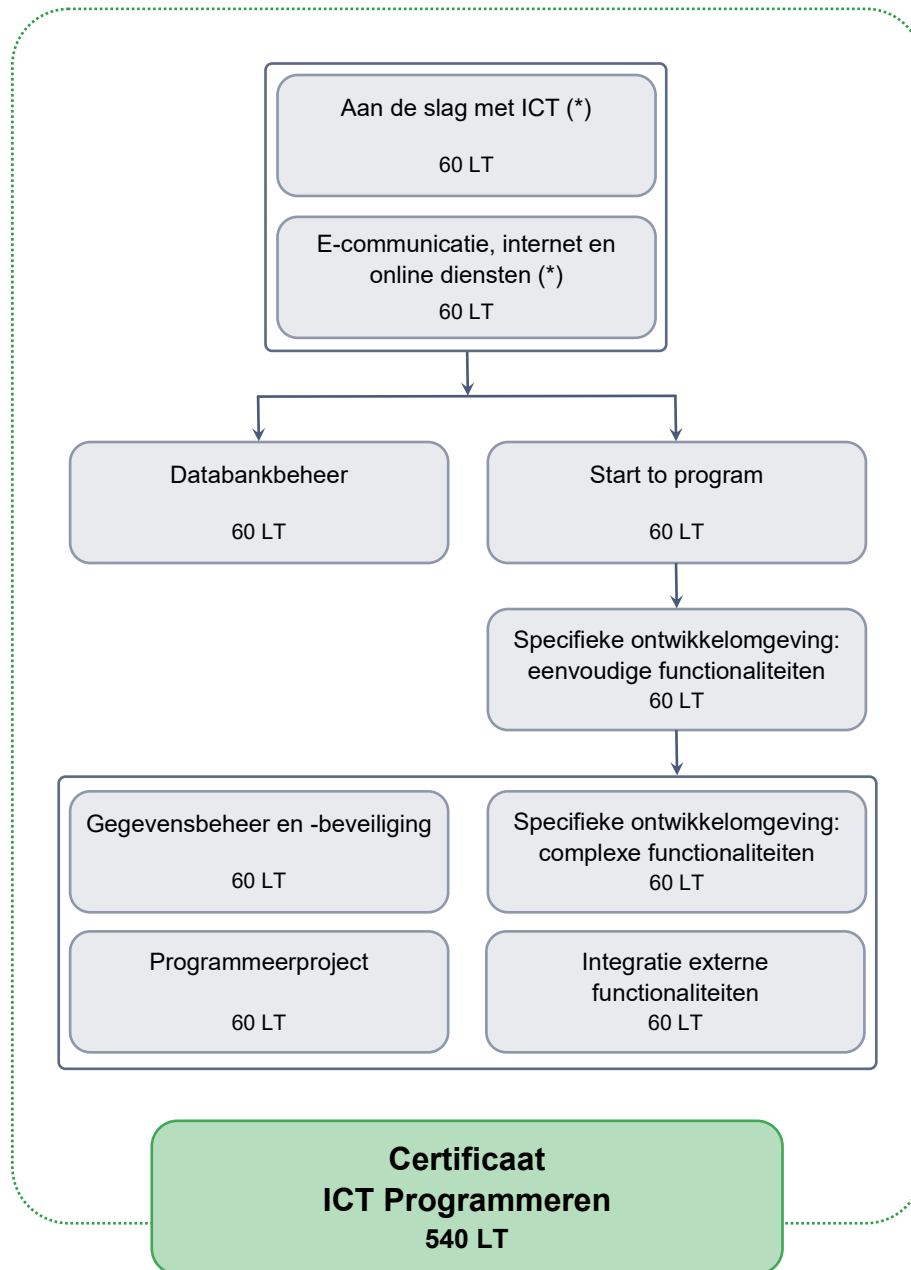 Aan de slag met ICT (*)
60 LT
E-communicatie, internet en
online diensten (*)
60 LT
Databankbeheer
60 LT
Start to program
60 LT
Specifieke ontwikkelomgeving:
eenvoudige functionaliteiten
60 LT
Gegevensbeheer en -beveiliging
60 LT
Specifieke ontwikkelomgeving:
complexe functionaliteiten
60 LT
Programmeerproject
60 LT
Integratie externe
functionaliteiten
60 LT
Certificaat
ICT Programmeren
540 LT